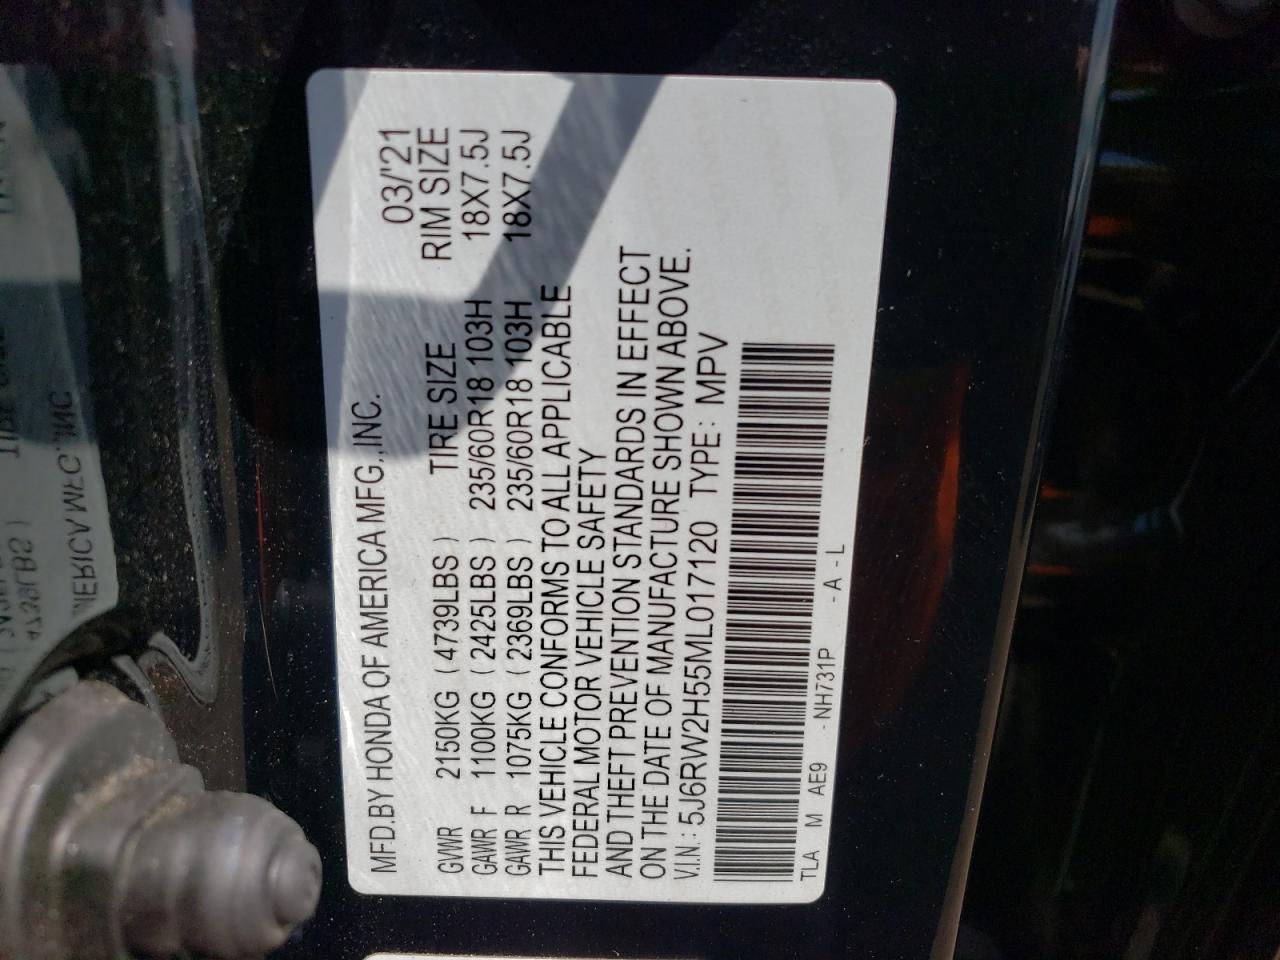 MFD.BY HONDA OF AMERICA MFG.,INC. 03/'21
TIRE SIZE RIM SIZE
GVWR 2150KG ( 4739LBS )
GAWR F 1100KG ( 2425LBS ) 235/60R18 103H 18X7.5J
GAWR R 1075KG ( 2369LBS ) 235/60R18 103H 18X7.5J
THIS VEHICLE CONFORMS TO ALL APPLICABLE
FEDERAL MOTOR VEHICLE SAFETY
AND THEFT PREVENTION STANDARDS IN EFFECT
ON THE DATE OF MANUFACTURE SHOWN ABOVE.
V.I.N.: 5J6RW2H55ML017120 TYPE: MPV
TLA M AE9 - NH731P - A - L